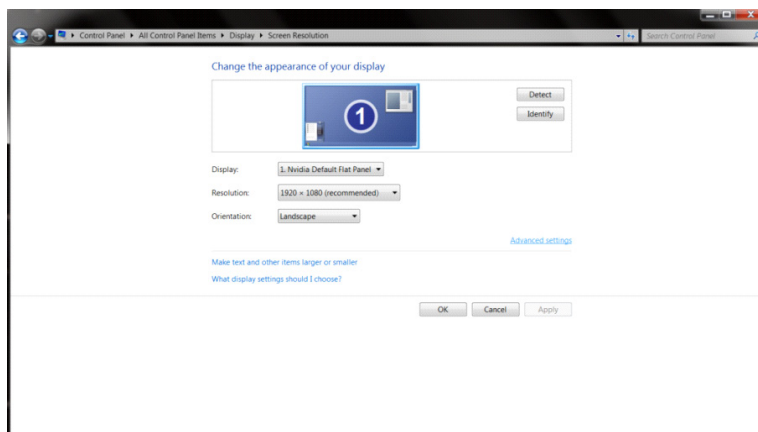 Control Panel ▸ All Control Panel Items ▸ Display ▸ Screen Resolution
Search Control Panel
Change the appearance of your display
1
Detect
Identify
Display: 1. Nvidia Default Flat Panel
Resolution: 1920 × 1080 (recommended)
Orientation: Landscape
Advanced settings
Make text and other items larger or smaller
What display settings should I choose?
OK Cancel Apply